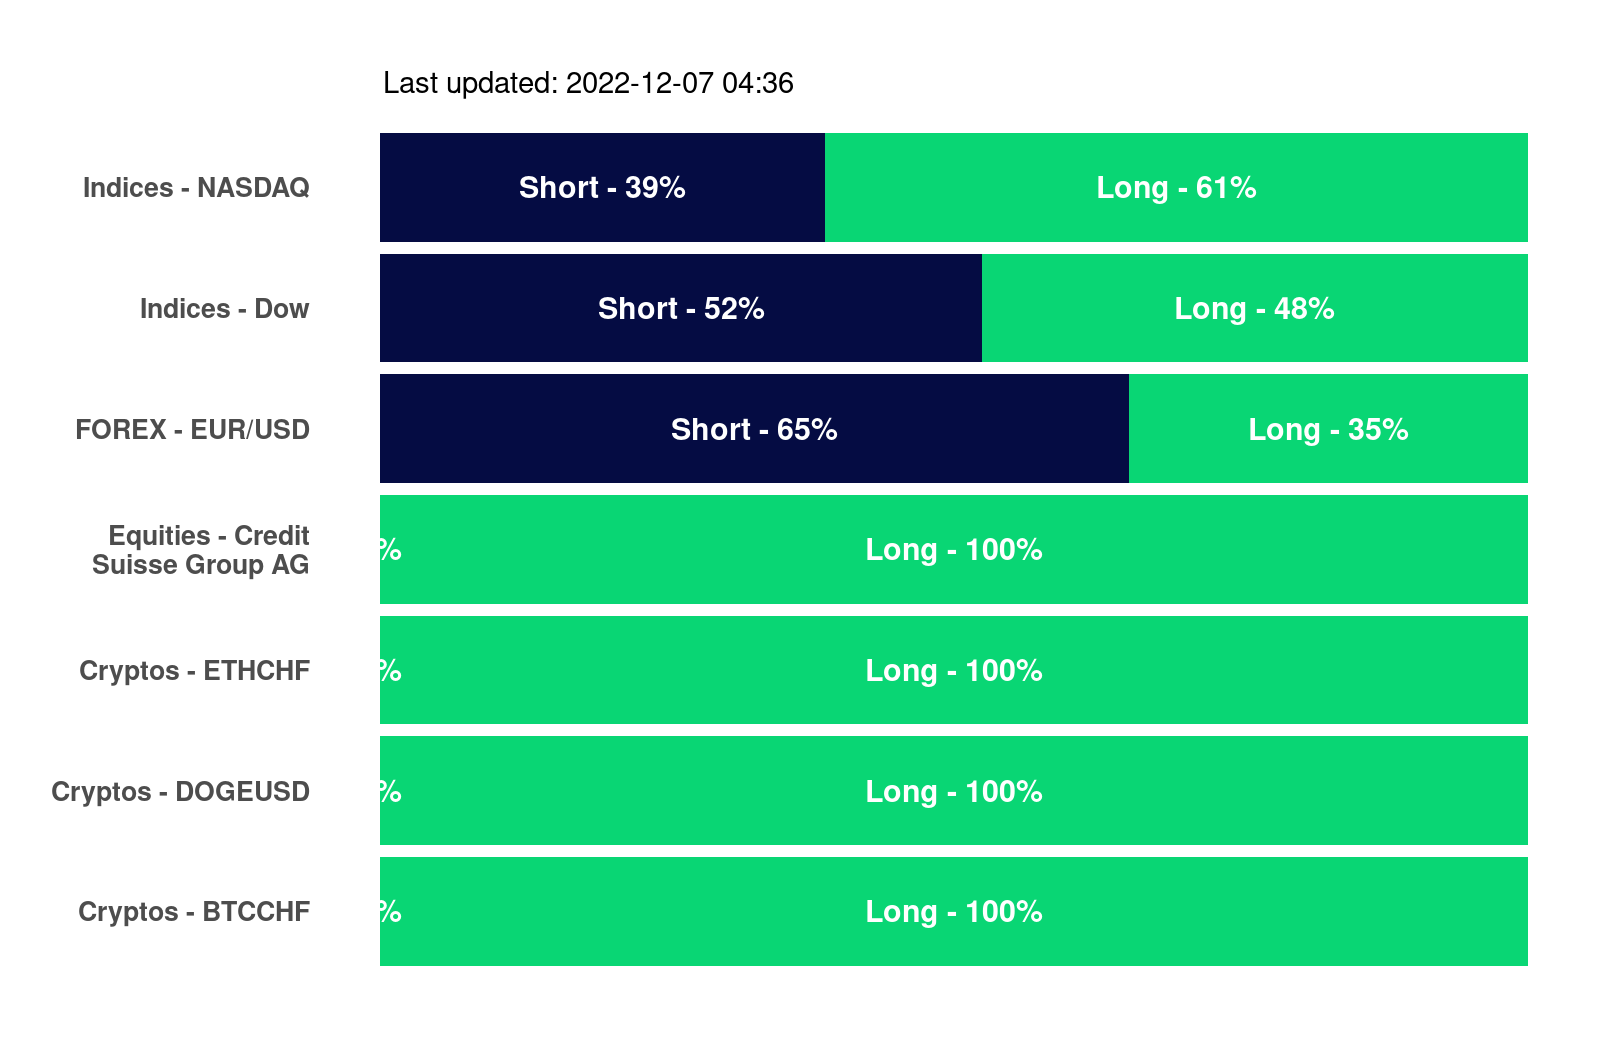 Last updated: 2022-12-07 04:36
Indices - NASDAQ
Short - 39%
Long - 61%
Indices - Dow
Short - 52%
Long - 48%
FOREX - EUR/USD
Short - 65%
Long - 35%
Equities - Credit
Suisse Group AG
%
Long - 100%
Cryptos - ETHCHF
%
Long - 100%
Cryptos - DOGEUSD
%
Long - 100%
Cryptos - BTCCHF
%
Long - 100%